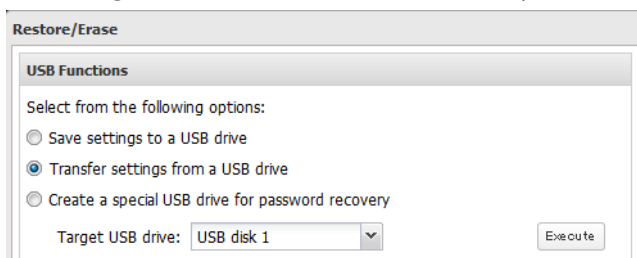 Restore/Erase
USB Functions
Select from the following options:
Save settings to a USB drive
Transfer settings from a USB drive
Create a special USB drive for password recovery
Target USB drive: USB disk 1 Execute